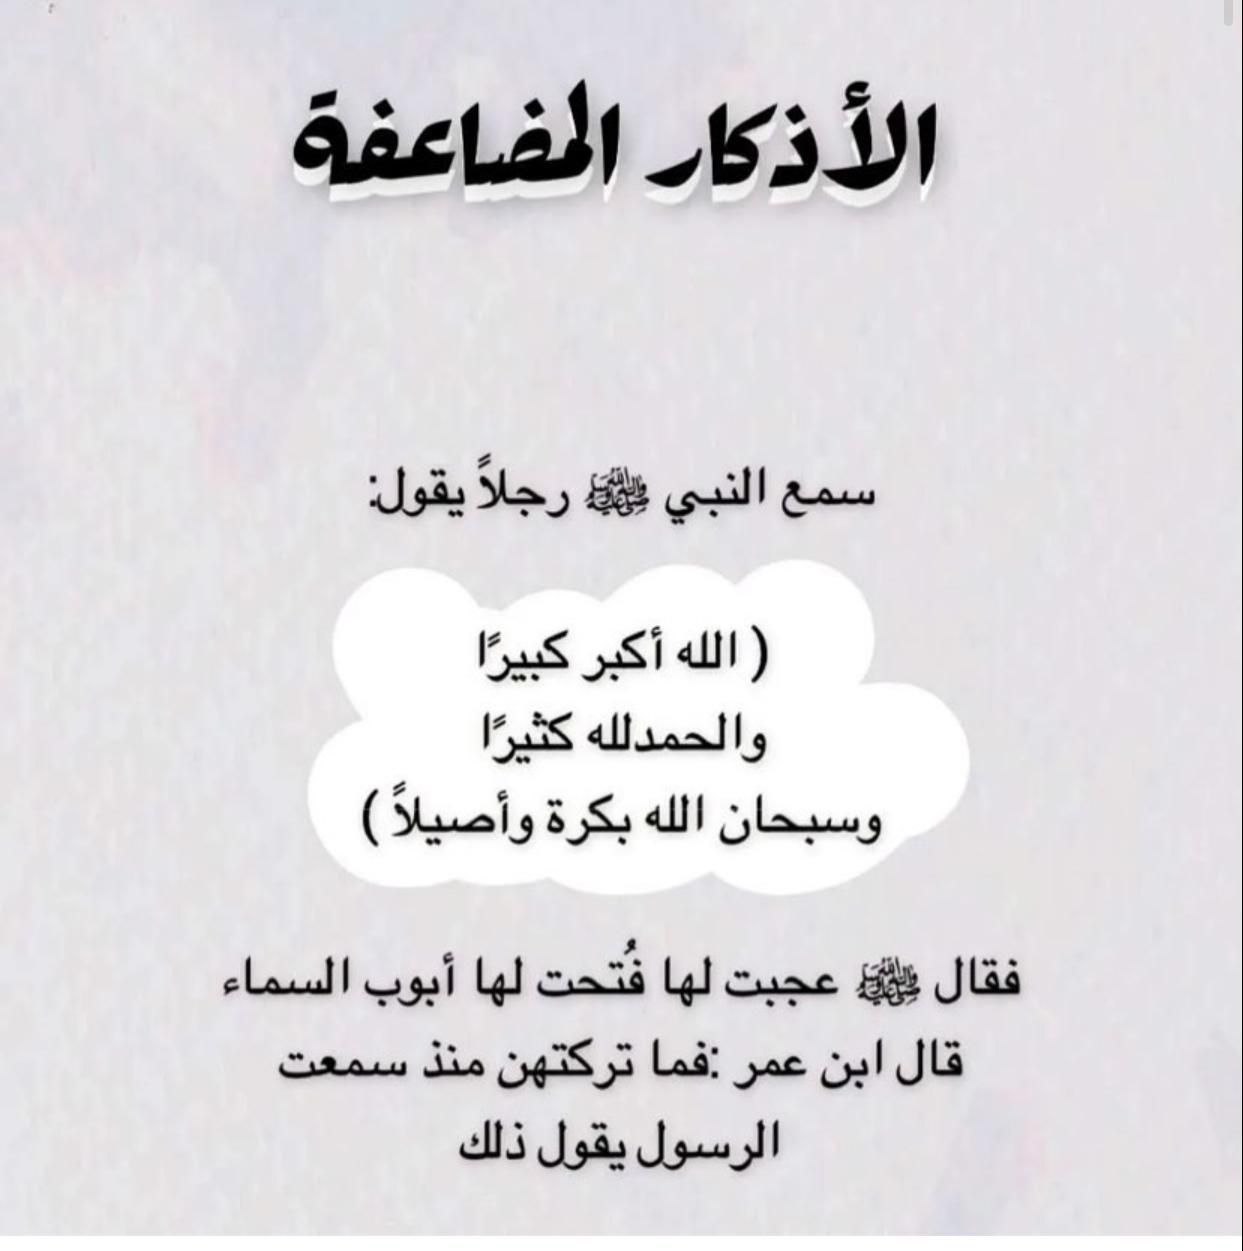 الأذكار المضاعفة
سمع النبي ﷺ رجلاً يقول:
( الله أكبر كبيرًا
والحمدلله كثيرًا
وسبحان الله بكرة وأصيلاً )
فقال ﷺ عجبت لها فُتحت لها أبوب السماء
قال ابن عمر :فما تركتهن منذ سمعت
الرسول يقول ذلك